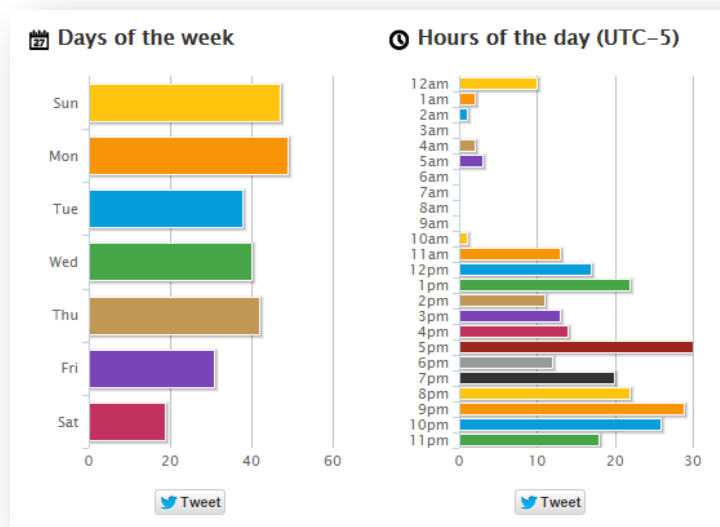 27 Days of the week
Sun
Mon
Tue
Wed
Thu
Fri
Sat
0 20 40 60
Tweet
Hours of the day (UTC-5)
12am
1am
2am
3am
4am
5am
6am
7am
8am
9am
10am
11am
12pm
1pm
2pm
3pm
4pm
5pm
6pm
7pm
8pm
9pm
10pm
11pm
0 10 20 30
Tweet